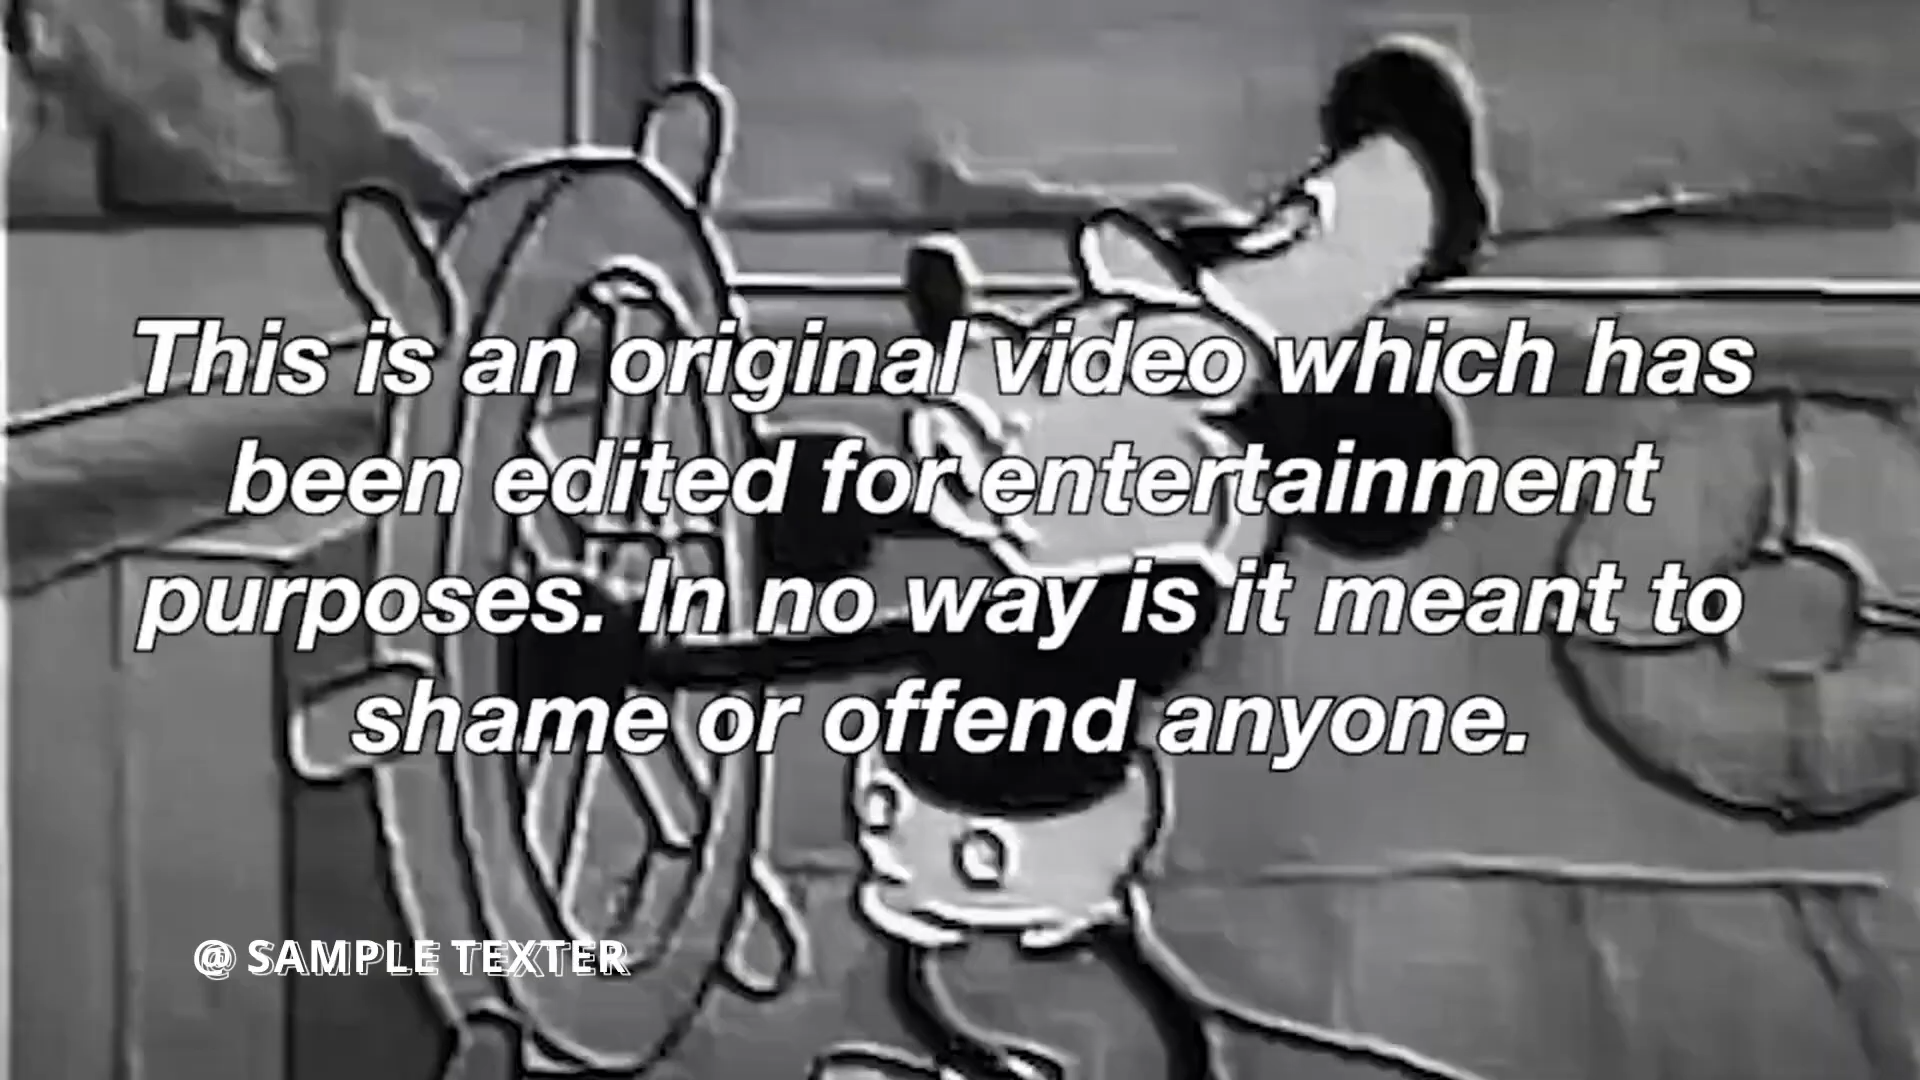 This is an original video which has
been edited for entertainment
purposes. In no way is it meant to
shame or offend anyone.
@ SAMPLE TEXTER